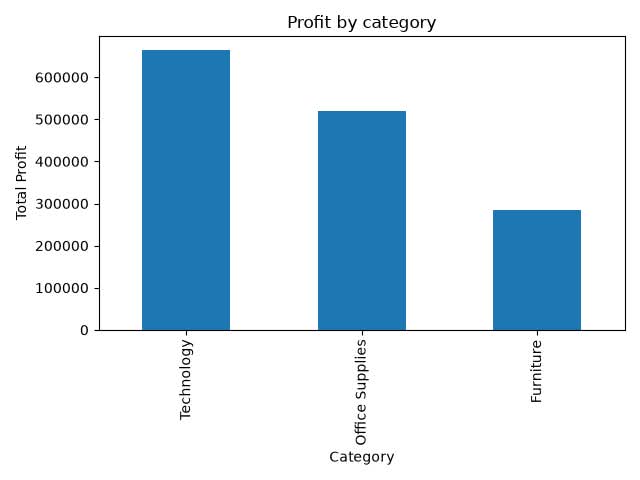 Profit by category
Total Profit
600000
500000
400000
300000
200000
100000
0
Technology
Office Supplies
Furniture
Category